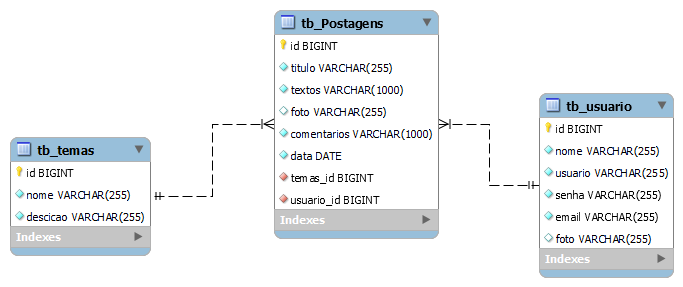 tb_Postagens
id BIGINT
titulo VARCHAR(255)
textos VARCHAR(1000)
foto VARCHAR(255)
comentarios VARCHAR(1000)
data DATE
temas_id BIGINT
usuario_id BIGINT
Indexes
tb_temas
id BIGINT
nome VARCHAR(255)
descicao VARCHAR(255)
Indexes
tb_usuario
id BIGINT
nome VARCHAR(255)
usuario VARCHAR(255)
senha VARCHAR(255)
email VARCHAR(255)
foto VARCHAR(255)
Indexes